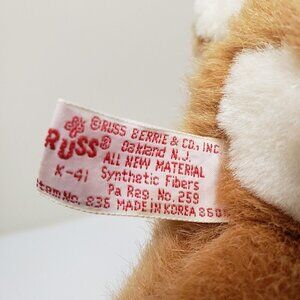 ©RUSS BERRIE & CO., INC.
RUSS® Oakland N.J.
K-41 ALL NEW MATERIAL
Synthetic Fibers
Pa Reg. No. 259
Item No. 835 MADE IN KOREA